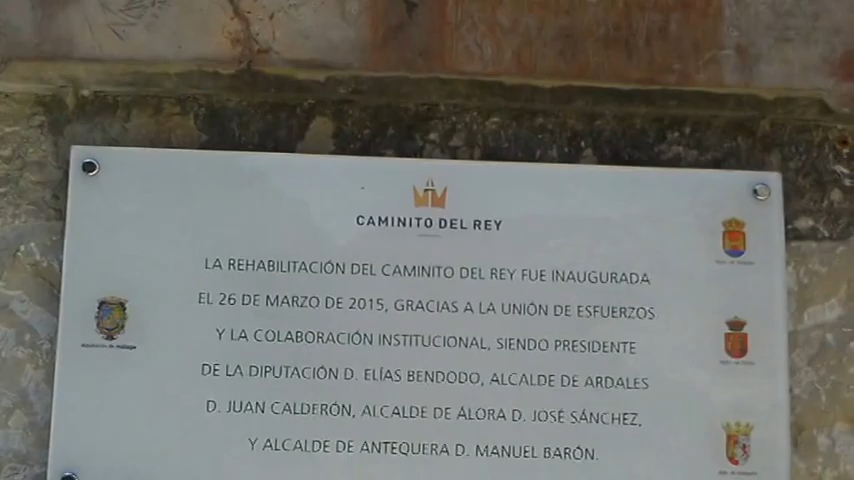 CAMINITO DEL REY
LA REHABILITACIÓN DEL CAMINITO DEL REY FUE INAUGURADA
EL 26 DE MARZO DE 2015, GRACIAS A LA UNIÓN DE ESFUERZOS
Y LA COLABORACIÓN INSTITUCIONAL, SIENDO PRESIDENTE
DE LA DIPUTACIÓN D. ELÍAS BENDODO, ALCALDE DE ARDALES
D. JUAN CALDERÓN, ALCALDE DE ÁLORA D. JOSÉ SÁNCHEZ,
Y ALCALDE DE ANTEQUERA D. MANUEL BARÓN.